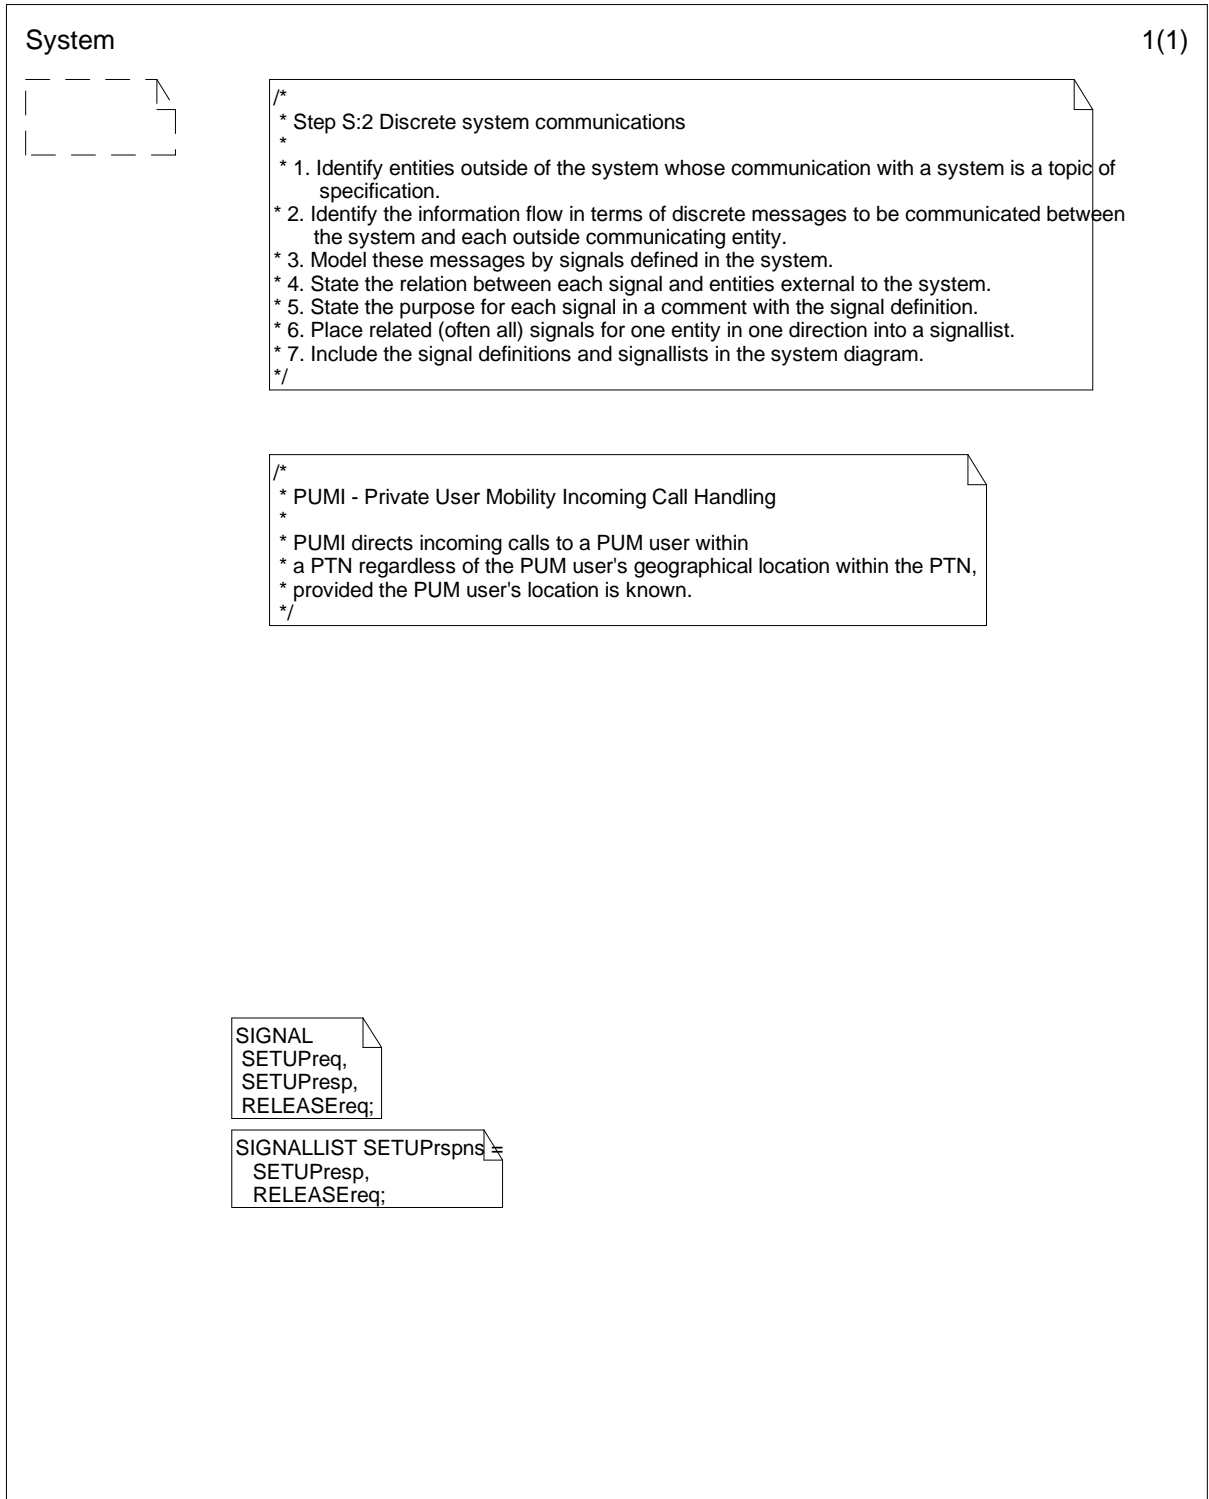 System
1(1)
/*
* Step S:2 Discrete system communications
*
* 1. Identify entities outside of the system whose communication with a system is a topic of
specification.
* 2. Identify the information flow in terms of discrete messages to be communicated between
the system and each outside communicating entity.
* 3. Model these messages by signals defined in the system.
* 4. State the relation between each signal and entities external to the system.
* 5. State the purpose for each signal in a comment with the signal definition.
* 6. Place related (often all) signals for one entity in one direction into a signallist.
* 7. Include the signal definitions and signallists in the system diagram.
*/
/*
* PUMI - Private User Mobility Incoming Call Handling
*
* PUMI directs incoming calls to a PUM user within
* a PTN regardless of the PUM user's geographical location within the PTN,
* provided the PUM user's location is known.
*/
SIGNAL
SETUPreq,
SETUPresp,
RELEASEreq;
SIGNALLIST SETUPrspns =
SETUPresp,
RELEASEreq;